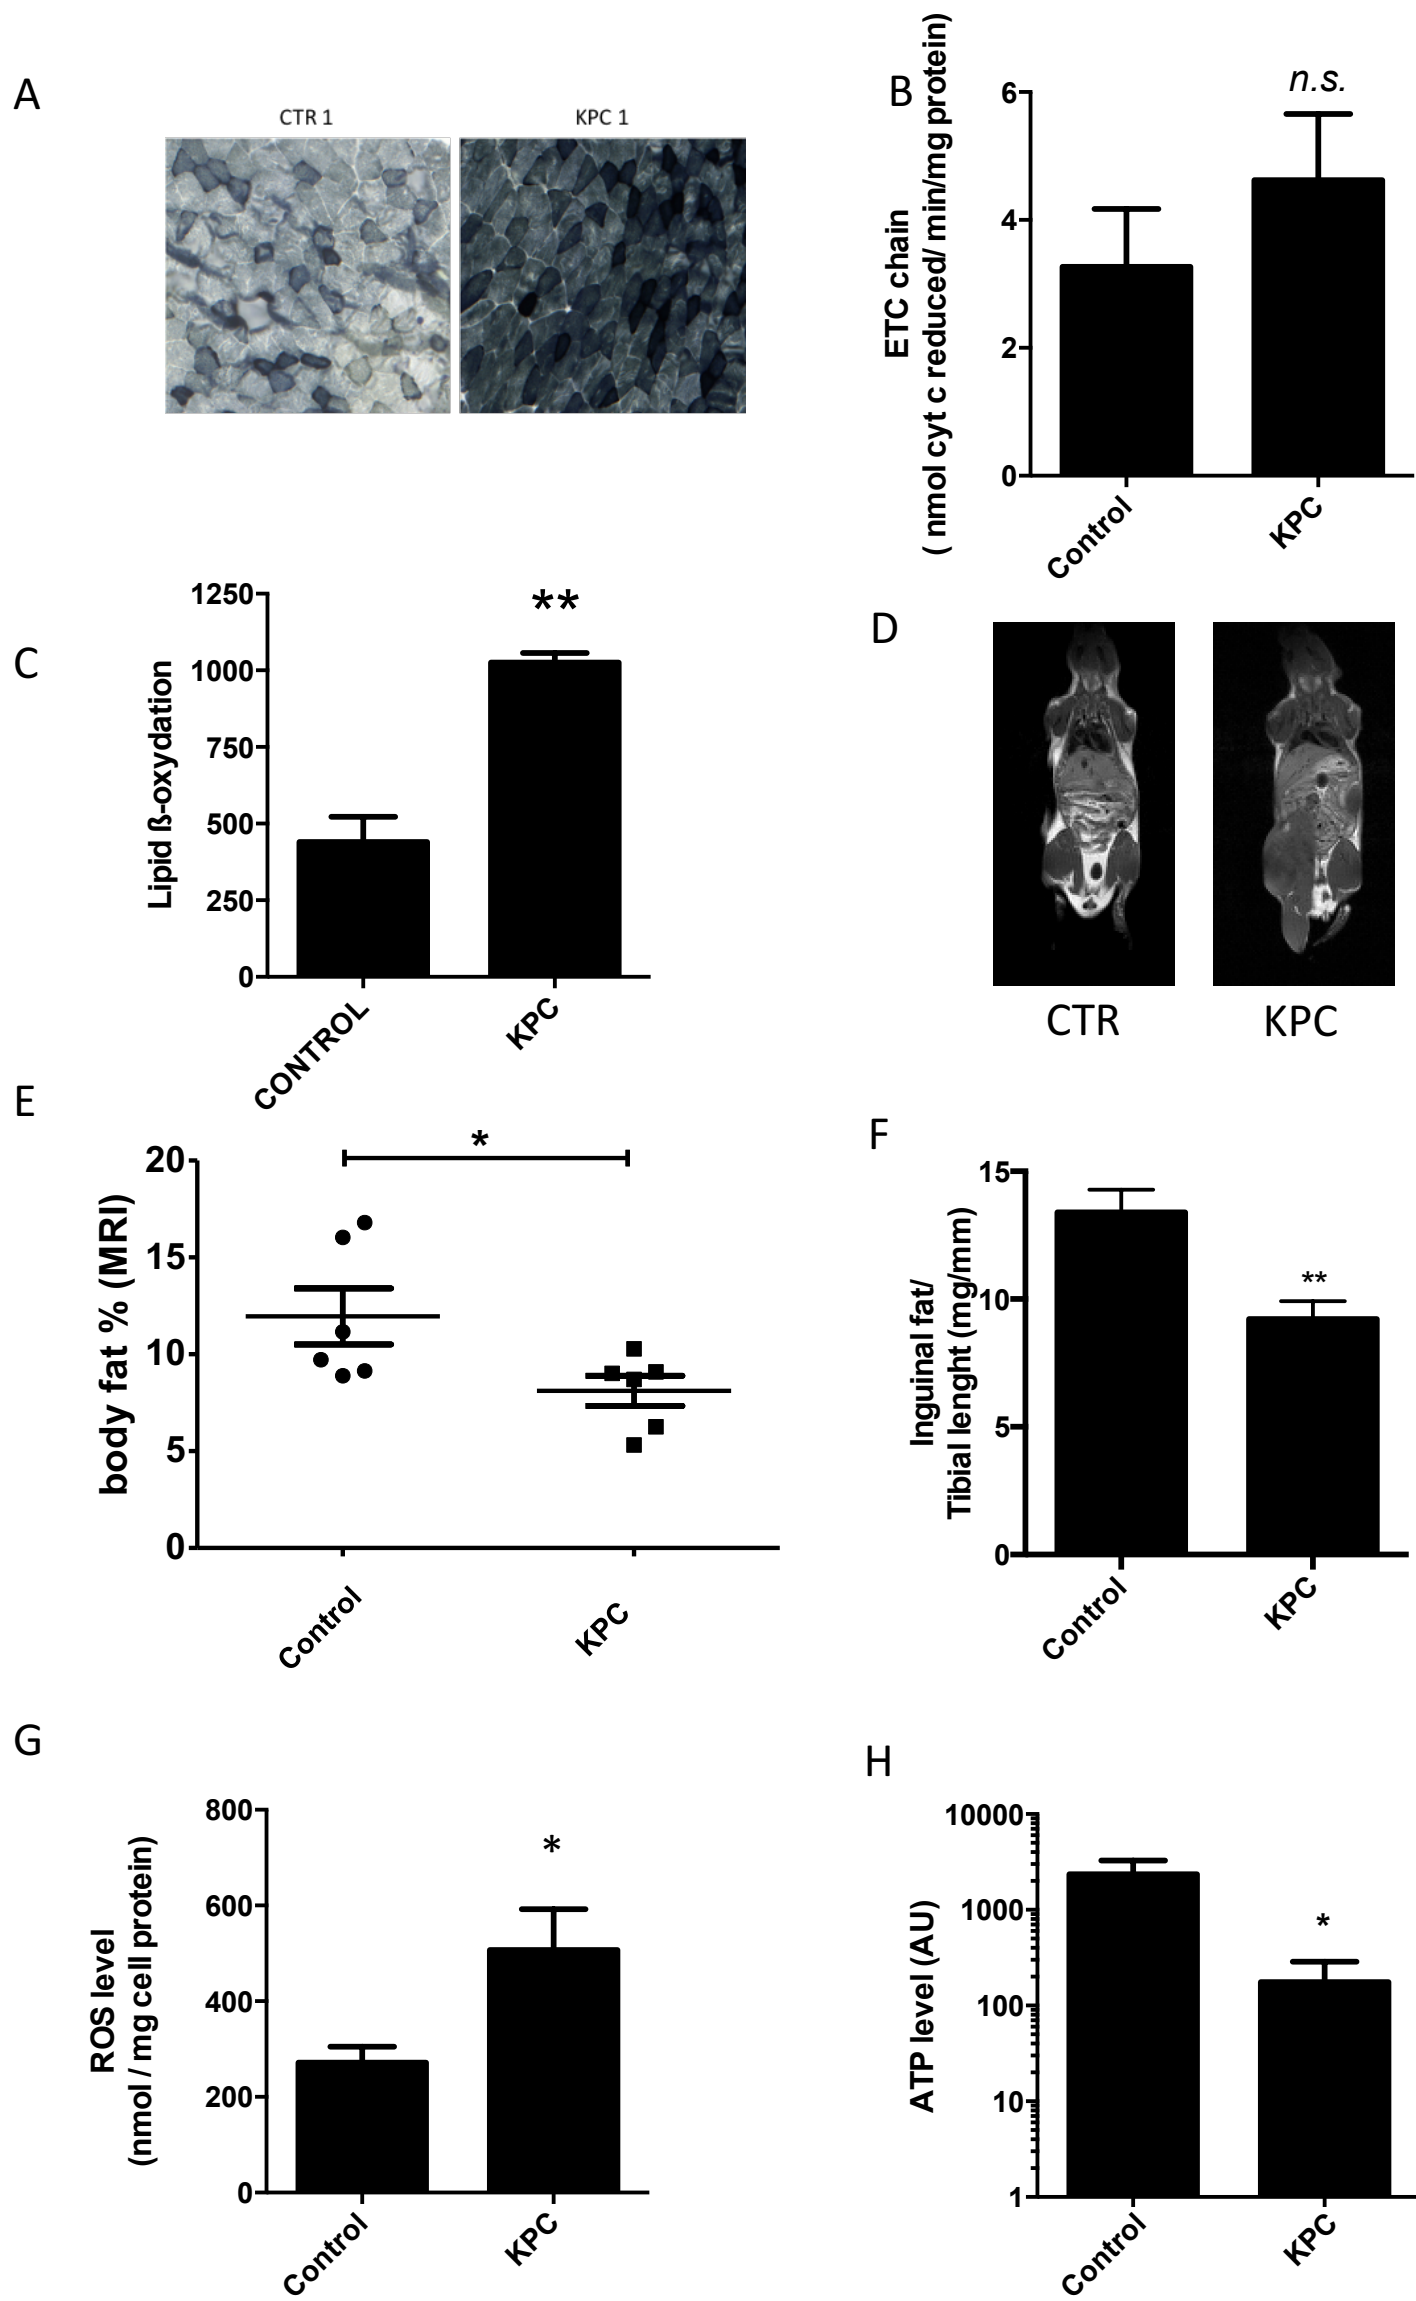 A
CTR 1
KPC 1
B
ETC chain
( nmol cyt c reduced/ min/mg protein)
6
4
2
0
n.s.
Control
KPC
C
Lipid ß-oxydation
1250
1000
750
500
250
0
**
CONTROL
KPC
D
CTR
KPC
E
body fat % (MRI)
20
15
10
5
0
*
Control
KPC
F
Inguinal fat/
Tibial lenght (mg/mm)
15
10
5
0
**
Control
KPC
G
ROS level
(nmol / mg cell protein)
800
600
400
200
0
*
Control
KPC
H
ATP level (AU)
10000
1000
100
10
1
*
Control
KPC